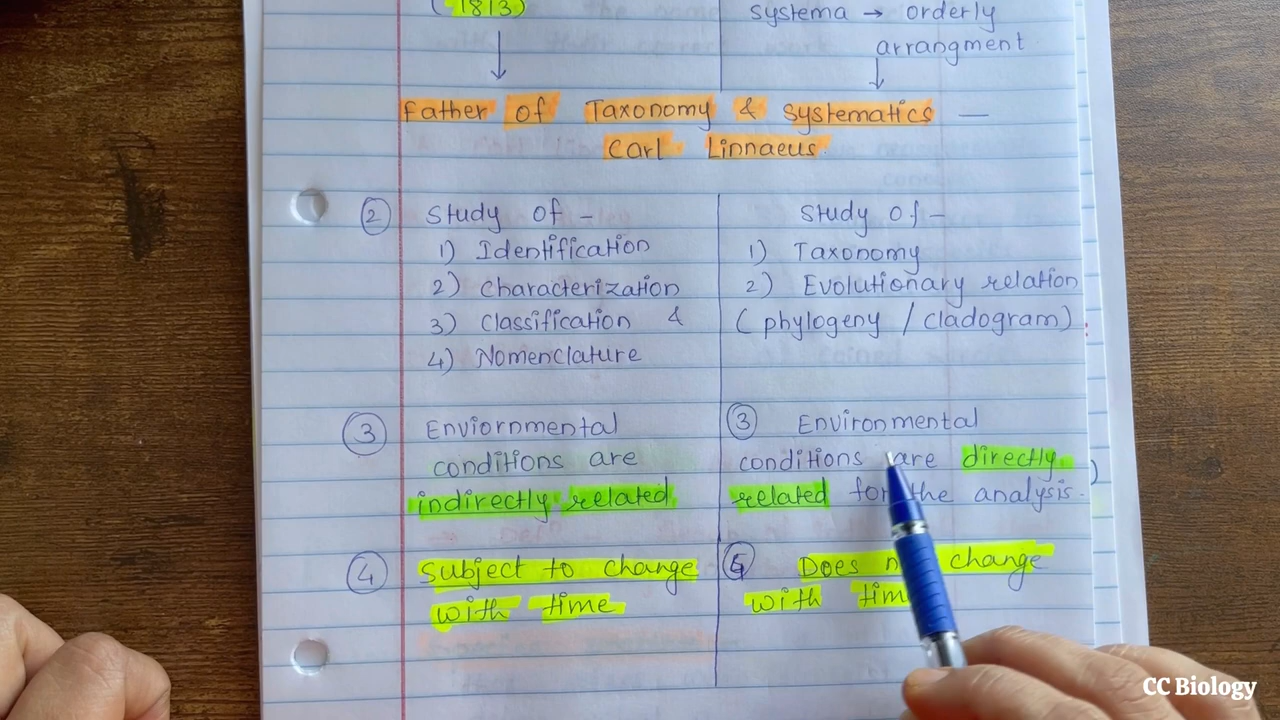 (1813)
systema → orderly
arrangment
Father of Taxonomy & Systematics —
Carl Linnaeus.
② Study of -
1) Identification
2) Characterization
3) Classification &
4) Nomenclature
Study of -
1) Taxonomy
2) Evolutionary relation
(phylogeny / cladogram)
③ Enviornmental
conditions are
indirectly related
③ Environmental
conditions are directly
related for the analysis.
④ Subject to change
with time
④ Does change
with
CC Biology